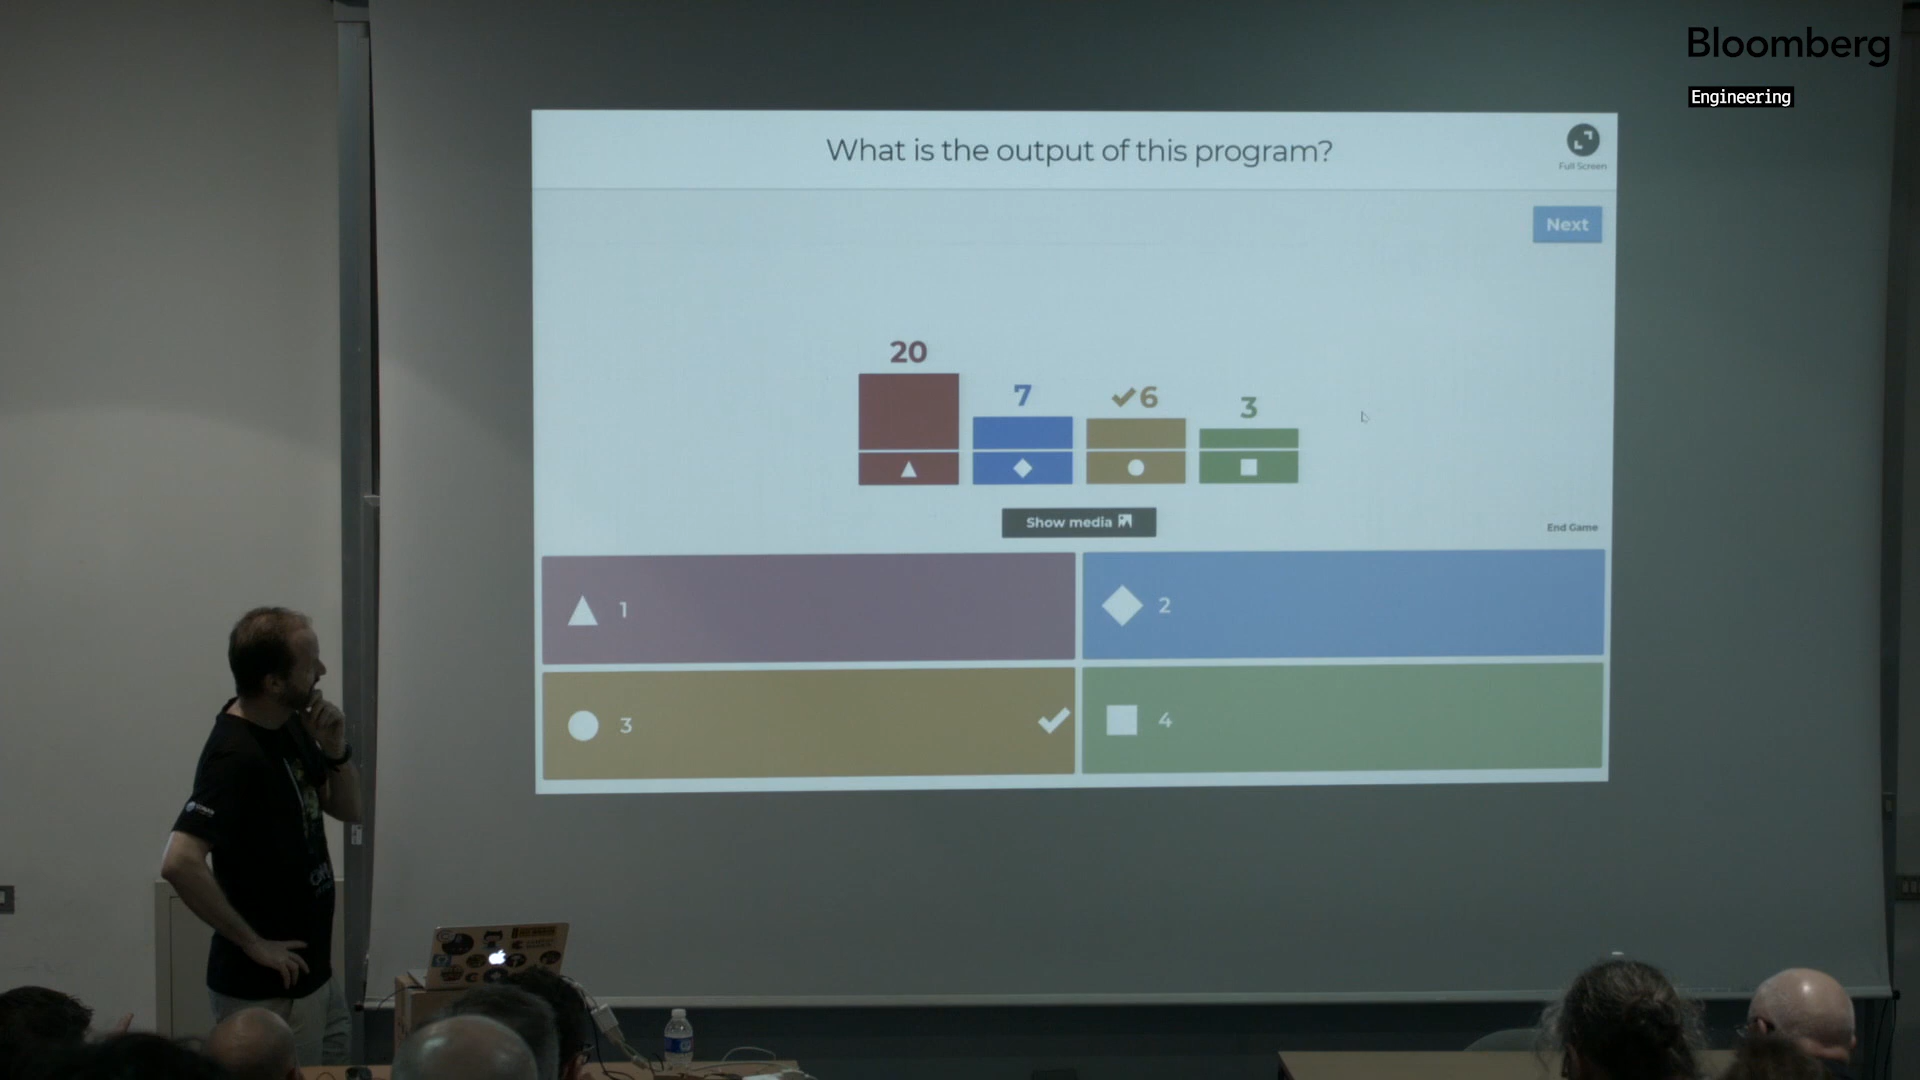 Bloomberg
Engineering
What is the output of this program?
Full Screen
Next
20
7
6
3
Show media
End Game
1
2
3
4